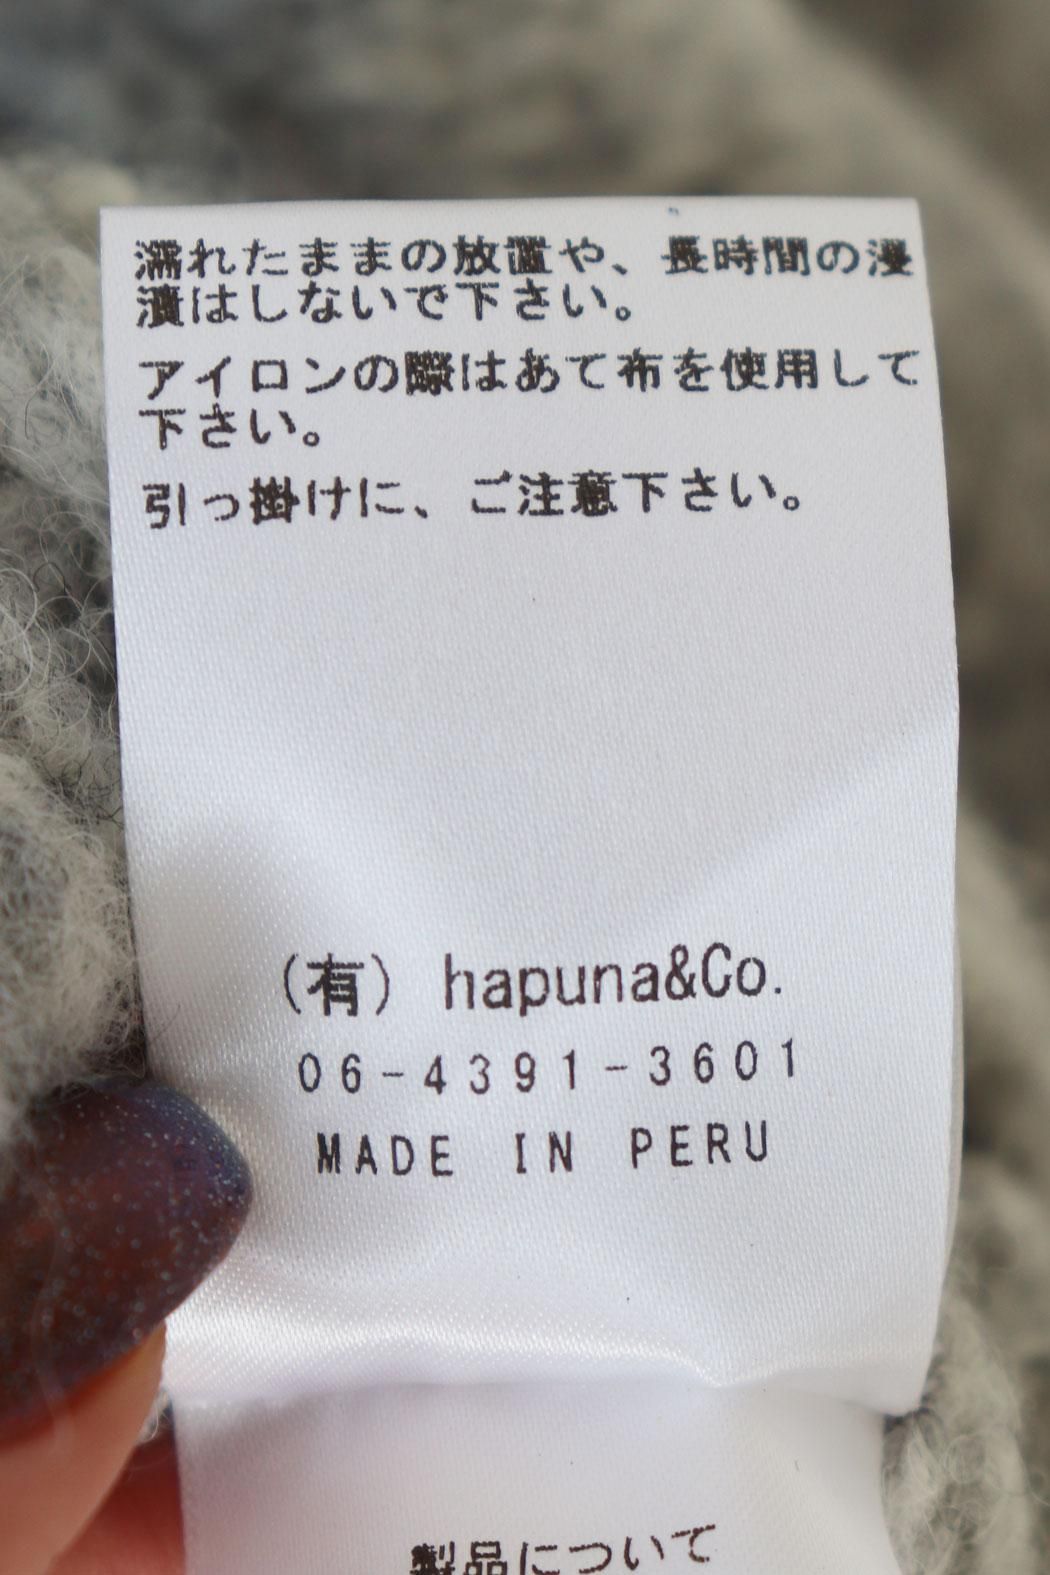 濡れたままの放置や、長時間の浸
漬はしないで下さい。
アイロンの際はあて布を使用して
下さい。
引っ掛けに、ご注意下さい。
(有) hapuna&Co.
06-4391-3601
MADE IN PERU
製品について